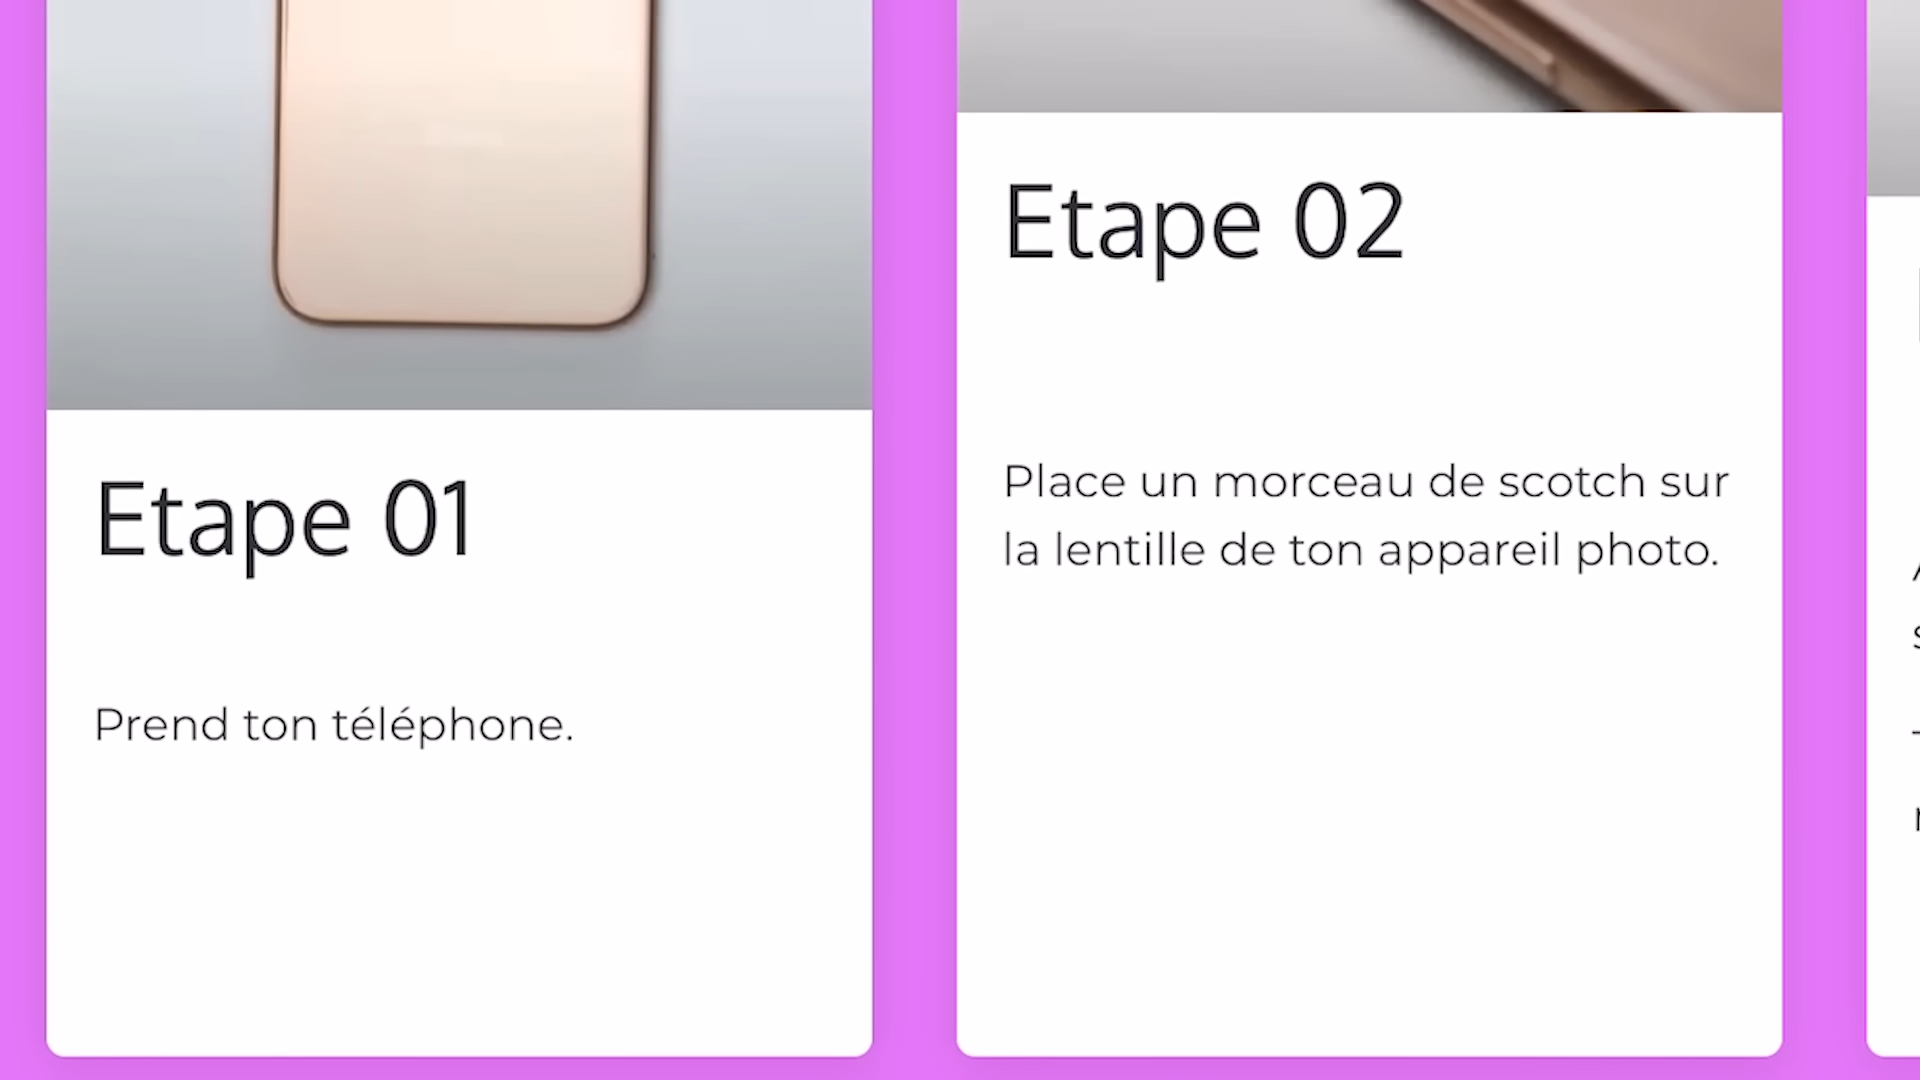 Etape 01
Prend ton téléphone.
Etape 02
Place un morceau de scotch sur
la lentille de ton appareil photo.